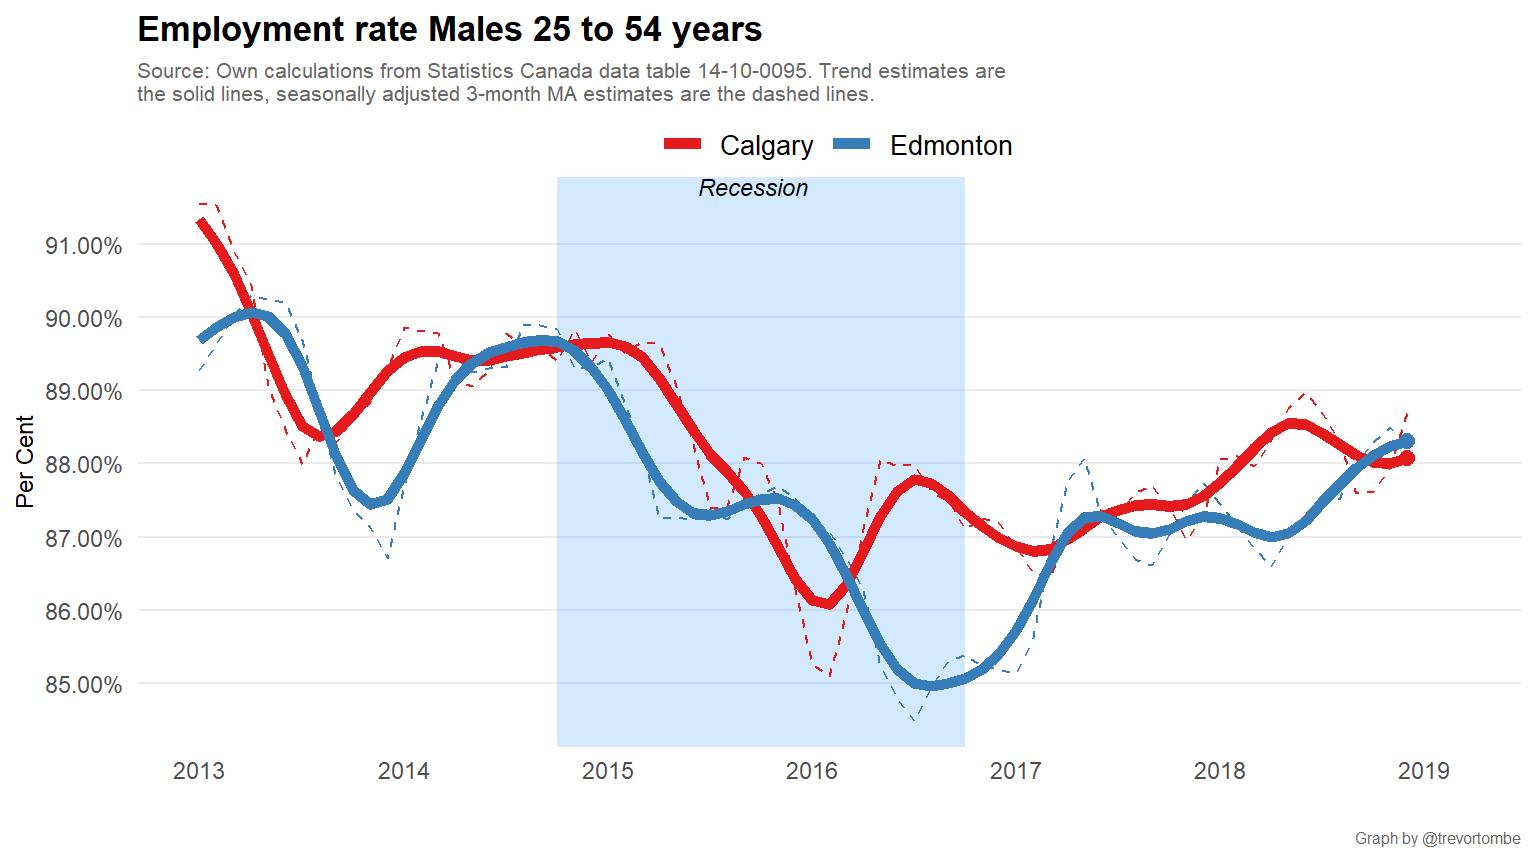 Employment rate Males 25 to 54 years
Source: Own calculations from Statistics Canada data table 14-10-0095. Trend estimates are
the solid lines, seasonally adjusted 3-month MA estimates are the dashed lines.
Calgary Edmonton
Recession
91.00%
90.00%
89.00%
88.00%
87.00%
86.00%
85.00%
Per Cent
2013 2014 2015 2016 2017 2018 2019
Graph by @trevortombe